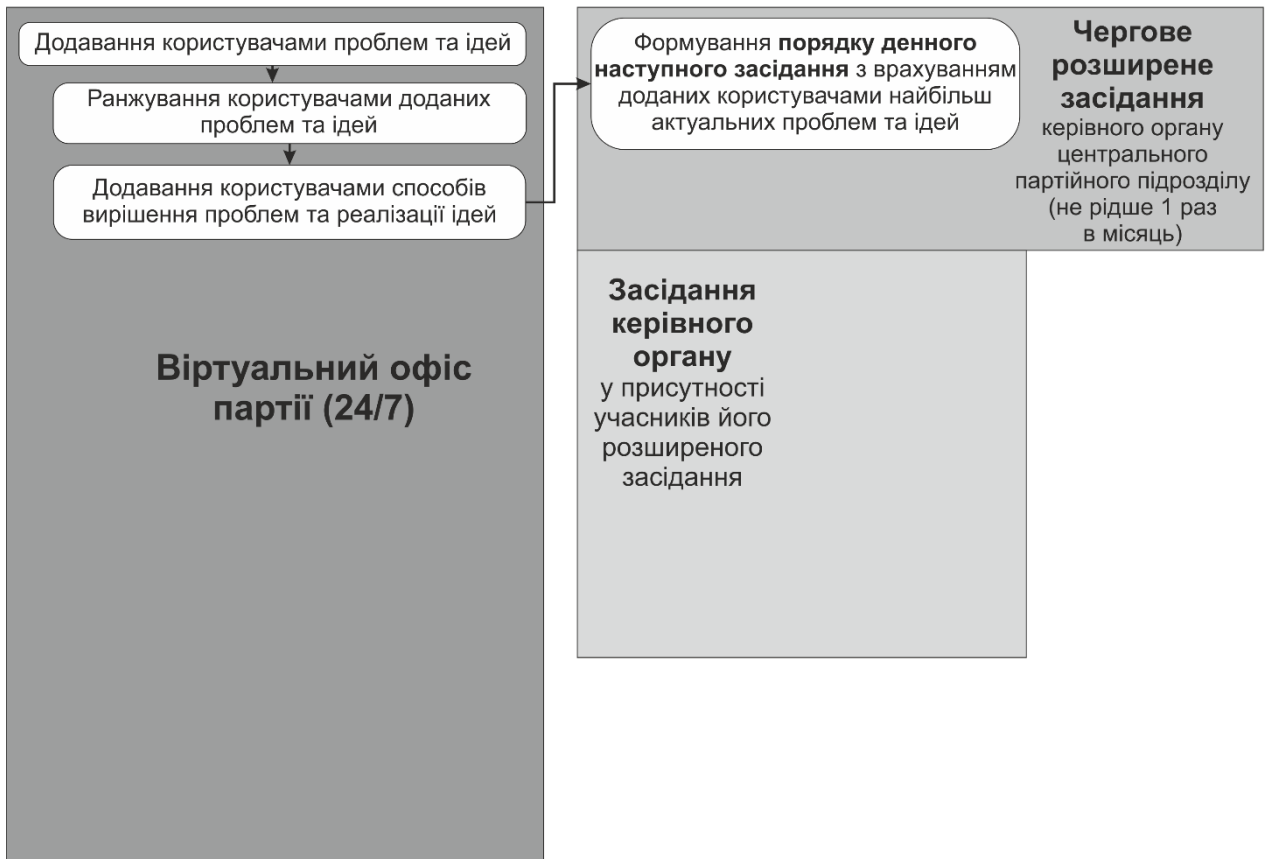 Додавання користувачами проблем та ідей
Ранжування користувачами доданих
проблем та ідей
Додавання користувачами способів
вирішення проблем та реалізації ідей
Віртуальний офіс
партії (24/7)
Формування порядку денного
наступного засідання з врахуванням
доданих користувачами найбільш
актуальних проблем та ідей
Чергове
розширене
засідання
керівного органу
центрального
партійного підрозділу
(не рідше 1 раз
в місяць)
Засідання
керівного
органу
у присутності
учасників його
розширеного
засідання